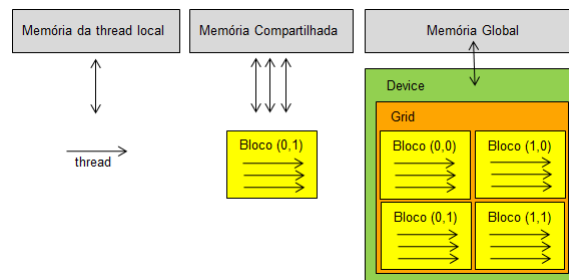 Memória da thread local
Memória Compartilhada
Memória Global
thread
Bloco (0,1)
Device
Grid
Bloco (0,0)
Bloco (1,0)
Bloco (0,1)
Bloco (1,1)